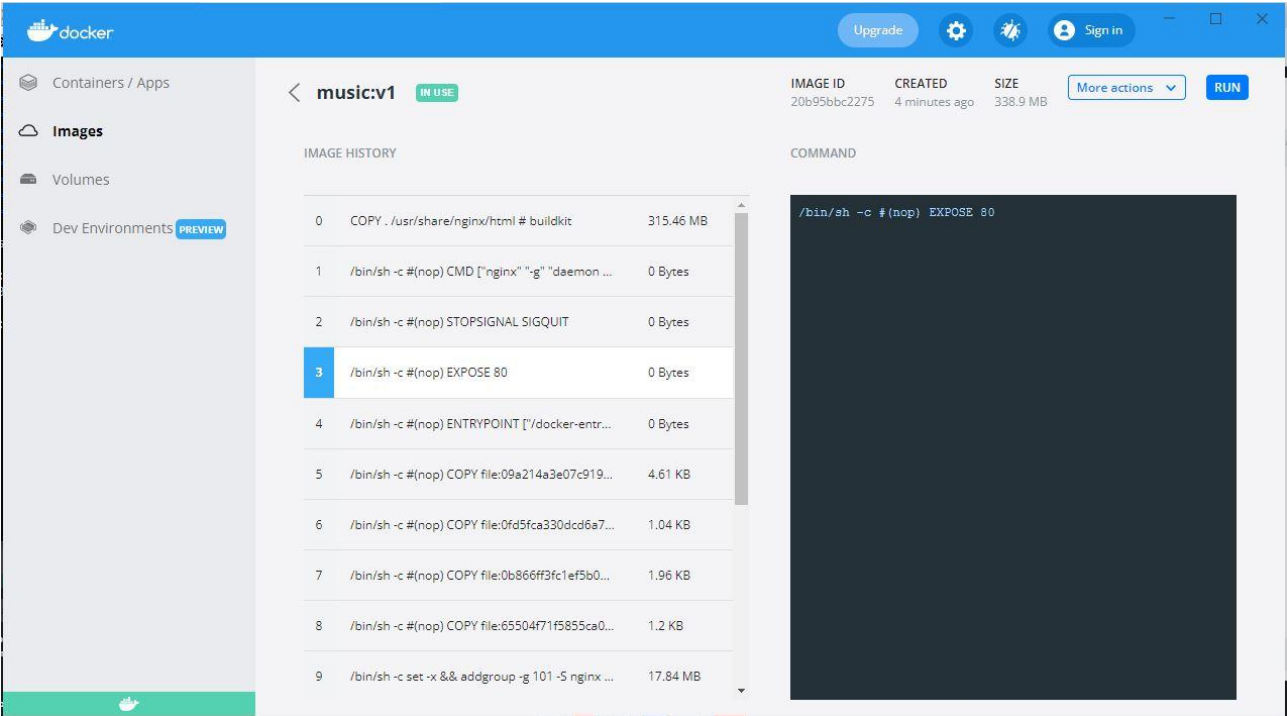 docker
Upgrade
Sign in
Containers / Apps
Images
Volumes
Dev Environments PREVIEW
music:v1 IN USE
IMAGE ID CREATED SIZE
20b95bbc2275 4 minutes ago 338.9 MB
More actions
RUN
IMAGE HISTORY
0 COPY . /usr/share/nginx/html # buildkit 315.46 MB
1 /bin/sh -c #(nop) CMD ["nginx" "-g" "daemon ... 0 Bytes
2 /bin/sh -c #(nop) STOPSIGNAL SIGQUIT 0 Bytes
3 /bin/sh -c #(nop) EXPOSE 80 0 Bytes
4 /bin/sh -c #(nop) ENTRYPOINT ["/docker-entr... 0 Bytes
5 /bin/sh -c #(nop) COPY file:09a214a3e07c919... 4.61 KB
6 /bin/sh -c #(nop) COPY file:0fd5fca330dcd6a7... 1.04 KB
7 /bin/sh -c #(nop) COPY file:0b866ff3fc1ef5b0... 1.96 KB
8 /bin/sh -c #(nop) COPY file:65504f71f5855ca0... 1.2 KB
9 /bin/sh -c set -x && addgroup -g 101 -S nginx ... 17.84 MB
COMMAND
/bin/sh -c #(nop) EXPOSE 80